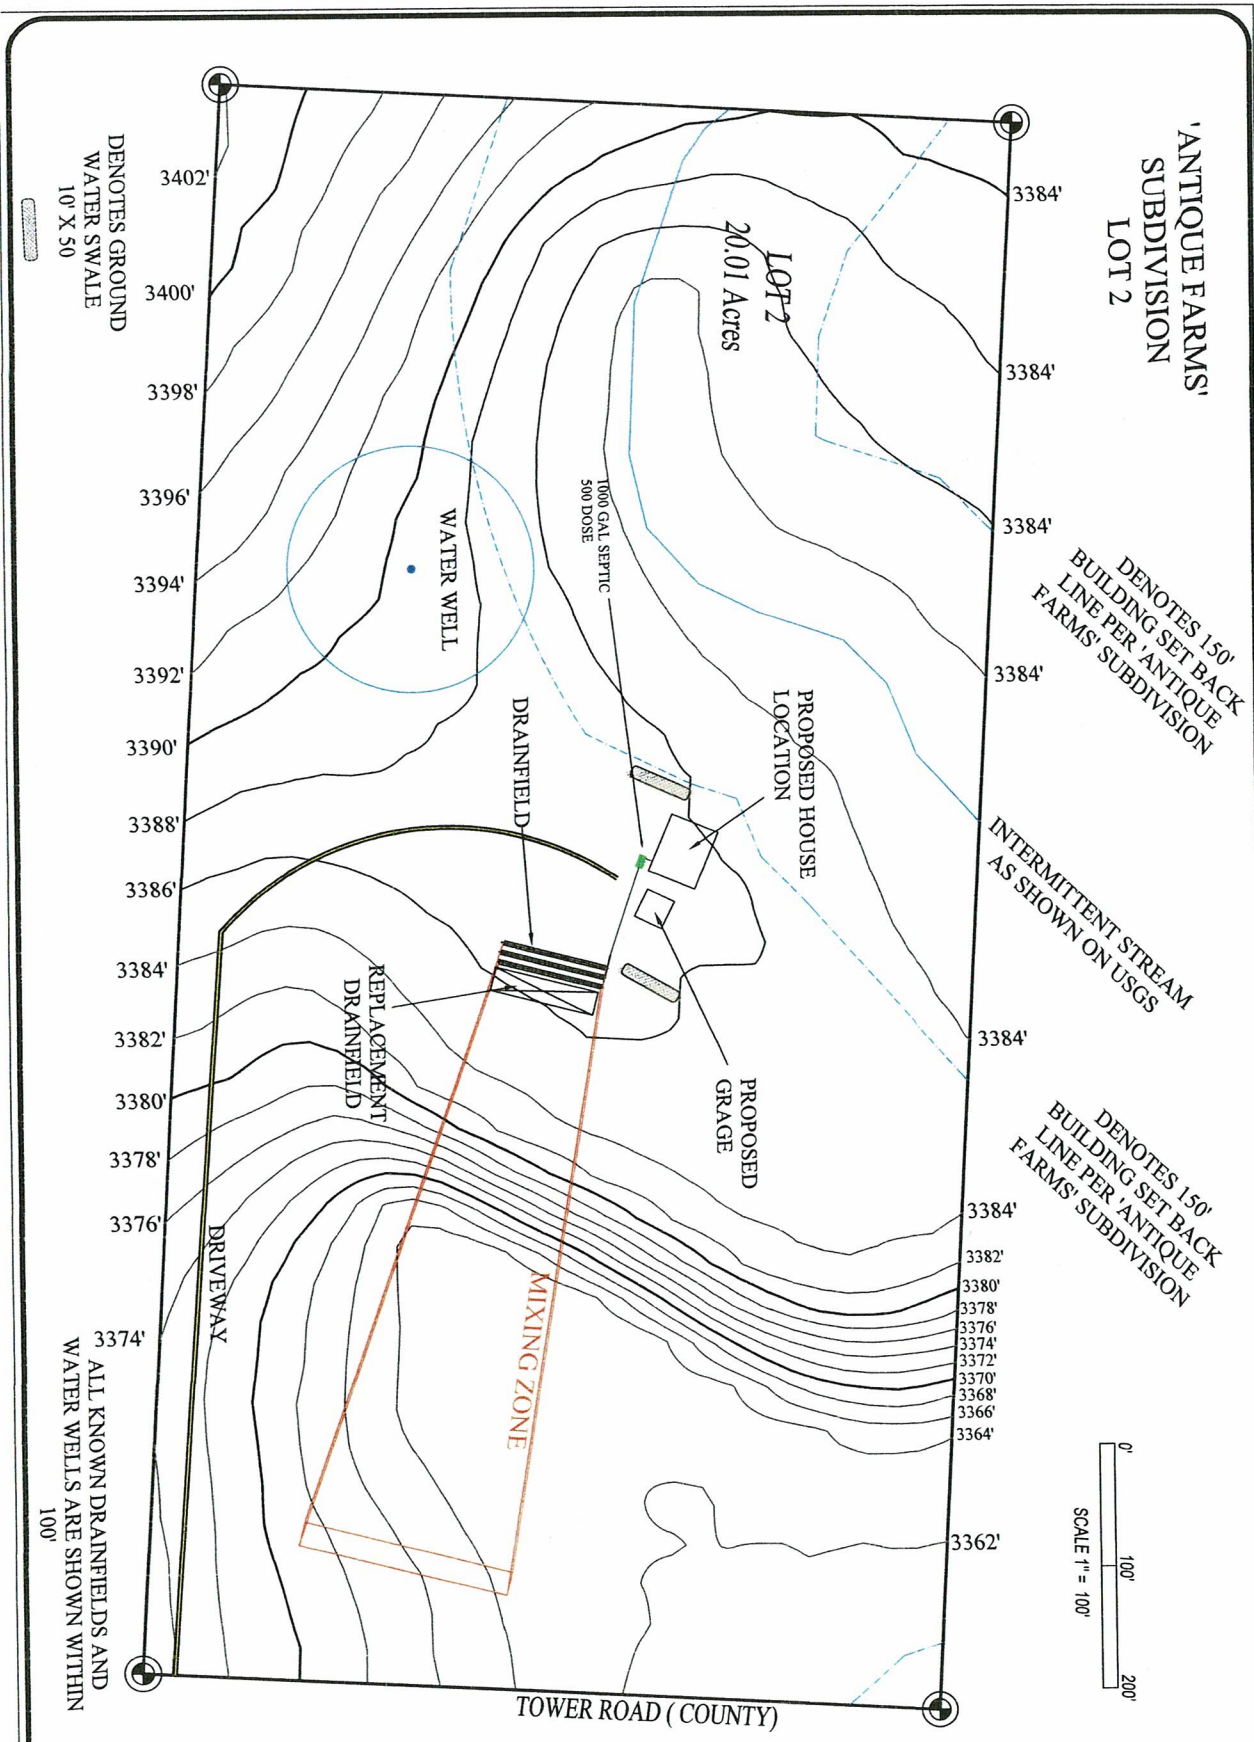 'ANTIQUE FARMS'
SUBDIVISION
LOT 2
DENOTES 150'
BUILDING SET BACK
LINE PER 'ANTIQUE
FARMS' SUBDIVISION
INTERMITTENT STREAM
AS SHOWN ON USGS
DENOTES 150'
BUILDING SET BACK
LINE PER 'ANTIQUE
FARMS' SUBDIVISION
0'
100'
200'
SCALE 1" = 100'
3384'
3384'
3384'
3384'
3384'
3384'
3382'
3380'
3378'
3376'
3374'
3372'
3370'
3368'
3366'
3364'
3362'
LOT 2
20.01 Acres
PROPOSED HOUSE
LOCATION
PROPOSED
GRAGE
1000 GAL SEPTIC
500 DOSE
WATER WELL
DRAINFIELD
REPLACEMENT
DRAINFIELD
MIXING ZONE
DRIVEWAY
TOWER ROAD ( COUNTY)
3402'
3400'
3398'
3396'
3394'
3392'
3390'
3388'
3386'
3384'
3382'
3380'
3378'
3376'
3374'
DENOTES GROUND
WATER SWALE
10' X 50
ALL KNOWN DRAINFIELDS AND
WATER WELLS ARE SHOWN WITHIN
100'